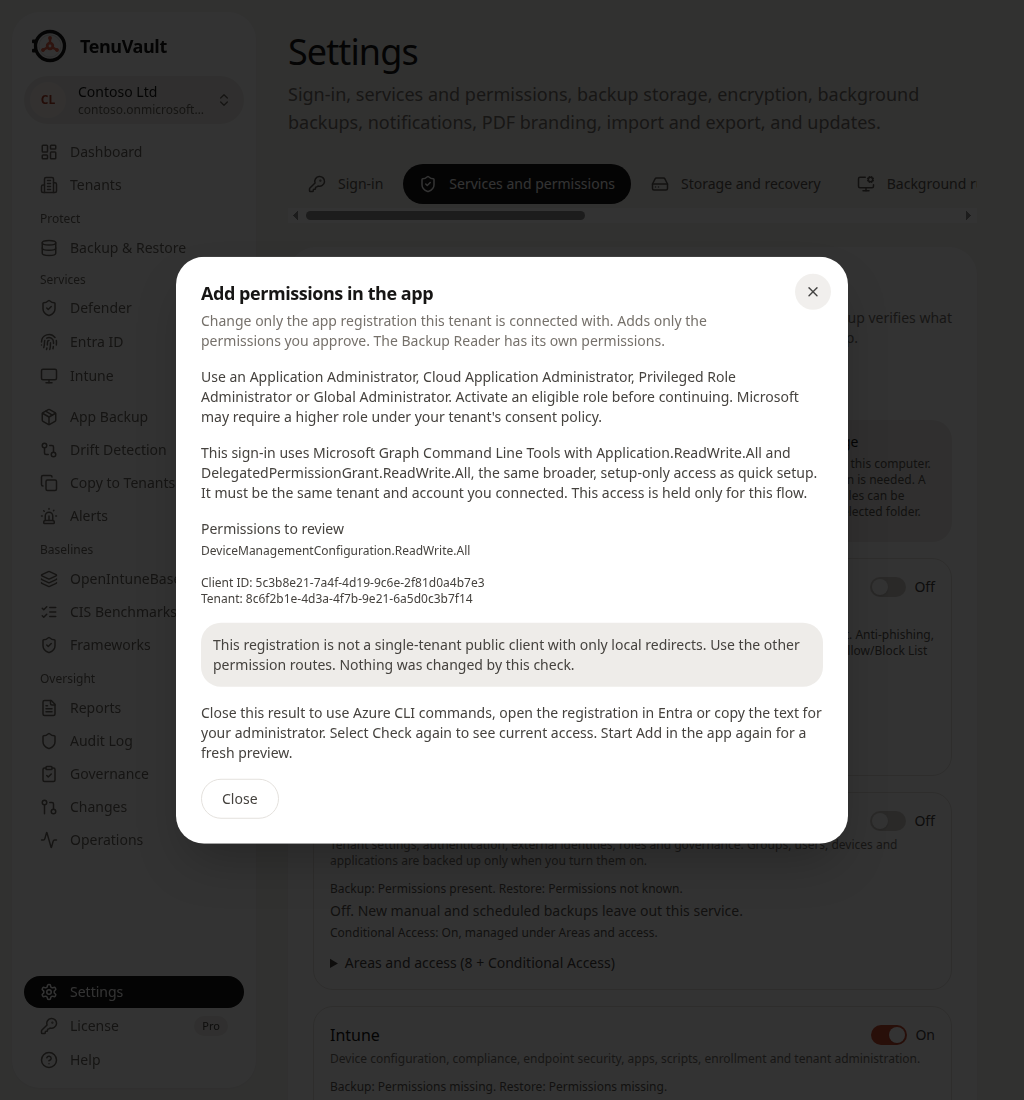 TenuVault
CL
Contoso Ltd
contoso.onmicrosoft...
Dashboard
Tenants
Protect
Backup & Restore
Services
Defender
Entra ID
Intune
App Backup
Drift Detection
Copy to Tenants
Alerts
Baselines
OpenIntuneBas
CIS Benchmarks
Frameworks
Oversight
Reports
Audit Log
Governance
Changes
Operations
Settings
License
Pro
Help
Settings
Sign-in, services and permissions, backup storage, encryption, background
backups, notifications, PDF branding, import and export, and updates.
Sign-in
Services and permissions
Storage and recovery
Background r
up verifies what
this computer.
n is needed. A
les can be
lected folder.
Off
. Anti-phishing,
llow/Block List
Add permissions in the app
Change only the app registration this tenant is connected with. Adds only the
permissions you approve. The Backup Reader has its own permissions.
Use an Application Administrator, Cloud Application Administrator, Privileged Role
Administrator or Global Administrator. Activate an eligible role before continuing. Microsoft
may require a higher role under your tenant's consent policy.
This sign-in uses Microsoft Graph Command Line Tools with Application.ReadWrite.All and
DelegatedPermissionGrant.ReadWrite.All, the same broader, setup-only access as quick setup.
It must be the same tenant and account you connected. This access is held only for this flow.
Permissions to review
DeviceManagementConfiguration.ReadWrite.All
Client ID: 5c3b8e21-7a4f-4d19-9c6e-2f81d0a4b7e3
Tenant: 8c6f2b1e-4d3a-4f7b-9e21-6a5d0c3b7f14
This registration is not a single-tenant public client with only local redirects. Use the other
permission routes. Nothing was changed by this check.
Close this result to use Azure CLI commands, open the registration in Entra or copy the text for
your administrator. Select Check again to see current access. Start Add in the app again for a
fresh preview.
Close
Off
Tenant settings, authentication, external identities, roles and governance. Groups, users, devices and
applications are backed up only when you turn them on.
Backup: Permissions present. Restore: Permissions not known.
Off. New manual and scheduled backups leave out this service.
Conditional Access: On, managed under Areas and access.
Areas and access (8 + Conditional Access)
Intune
On
Device configuration, compliance, endpoint security, apps, scripts, enrollment and tenant administration.
Backup: Permissions missing. Restore: Permissions missing.